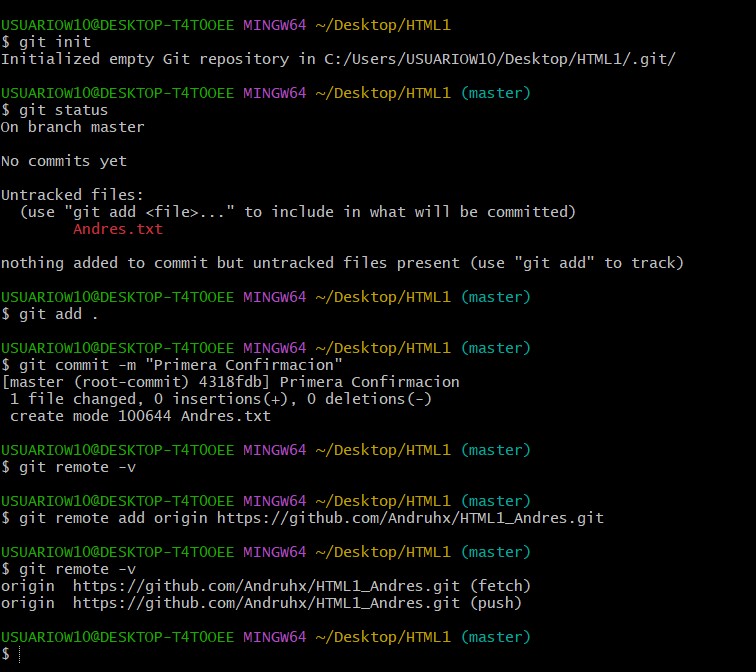 USUARIOW10@DESKTOP-T4TOOEE MINGW64 ~/Desktop/HTML1
$ git init
Initialized empty Git repository in C:/Users/USUARIOW10/Desktop/HTML1/.git/
USUARIOW10@DESKTOP-T4TOOEE MINGW64 ~/Desktop/HTML1 (master)
$ git status
On branch master
No commits yet
Untracked files:
(use "git add <file>..." to include in what will be committed)
Andres.txt
nothing added to commit but untracked files present (use "git add" to track)
USUARIOW10@DESKTOP-T4TOOEE MINGW64 ~/Desktop/HTML1 (master)
$ git add .
USUARIOW10@DESKTOP-T4TOOEE MINGW64 ~/Desktop/HTML1 (master)
$ git commit -m "Primera Confirmacion"
[master (root-commit) 4318fdb] Primera Confirmacion
1 file changed, 0 insertions(+), 0 deletions(-)
create mode 100644 Andres.txt
USUARIOW10@DESKTOP-T4TOOEE MINGW64 ~/Desktop/HTML1 (master)
$ git remote -v
USUARIOW10@DESKTOP-T4TOOEE MINGW64 ~/Desktop/HTML1 (master)
$ git remote add origin https://github.com/Andruhx/HTML1_Andres.git
USUARIOW10@DESKTOP-T4TOOEE MINGW64 ~/Desktop/HTML1 (master)
$ git remote -v
origin  https://github.com/Andruhx/HTML1_Andres.git (fetch)
origin  https://github.com/Andruhx/HTML1_Andres.git (push)
USUARIOW10@DESKTOP-T4TOOEE MINGW64 ~/Desktop/HTML1 (master)
$